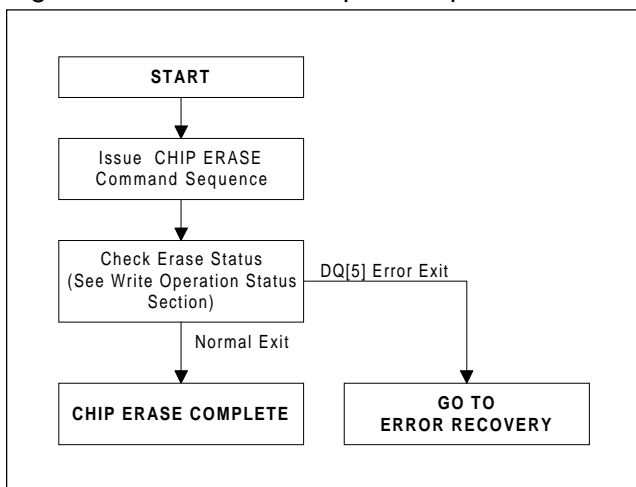 START
Issue CHIP ERASE
Command Sequence
Check Erase Status
(See Write Operation Status
Section)
DQ[5] Error Exit
Normal Exit
CHIP ERASE COMPLETE
GO TO
ERROR RECOVERY